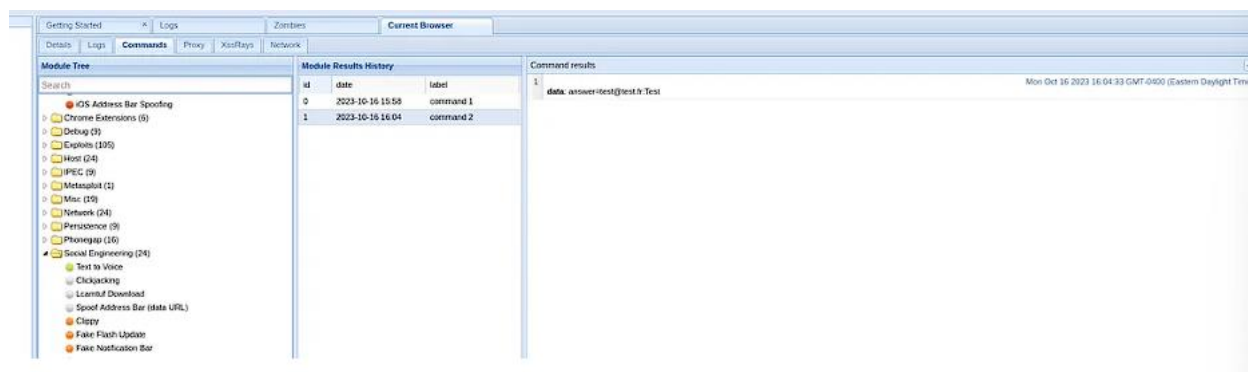 Getting Started × Logs Zombies Current Browser
Details Logs Commands Proxy XssRays Network
Module Tree
Search
iOS Address Bar Spoofing
Chrome Extensions (6)
Debug (9)
Exploits (105)
Host (24)
IPEC (9)
Metasploit (1)
Misc (19)
Network (24)
Persistence (9)
Phonegap (16)
Social Engineering (24)
Text to Voice
Clickjacking
Lcamtuf Download
Spoof Address Bar (data URL)
Clippy
Fake Flash Update
Fake Notification Bar
Module Results History
id date label
0 2023-10-16 15:58 command 1
1 2023-10-16 16:04 command 2
Command results
1 Mon Oct 16 2023 16:04:33 GMT-0400 (Eastern Daylight Time
data: answer=test@test.fr:Test